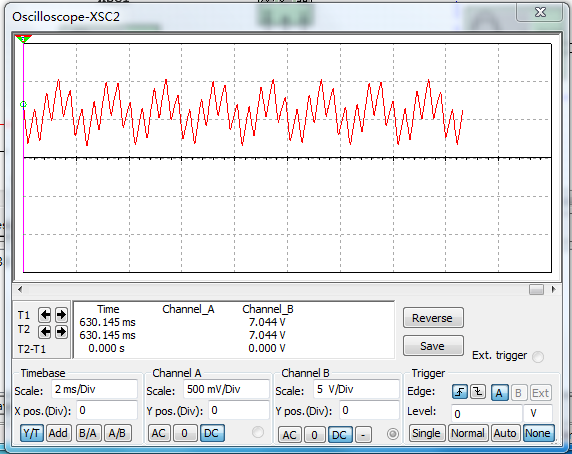 Oscilloscope-XSC2
Time Channel_A Channel_B
T1 630.145 ms 7.044 V
T2 630.145 ms 7.044 V
T2-T1 0.000 s 0.000 V
Reverse
Save
Ext. trigger
Timebase Channel A Channel B Trigger
Scale: 2 ms/Div Scale: 500 mV/Div Scale: 5 V/Div Edge: A B Ext
X pos.(Div): 0 Y pos.(Div): 0 Y pos.(Div): 0 Level: 0 V
Y/T Add B/A A/B AC 0 DC AC 0 DC - Single Normal Auto None